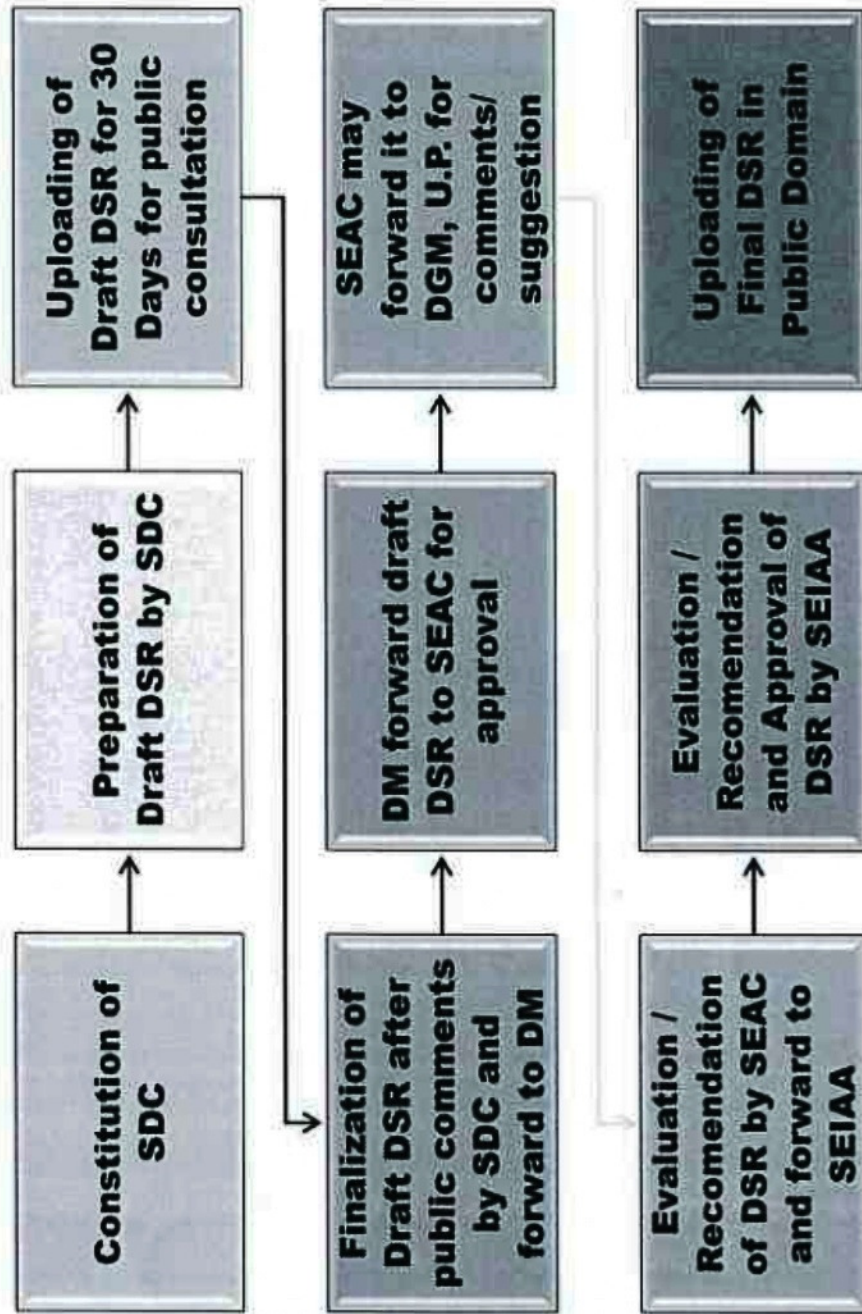 Constitution of
SDC
Preparation of
Draft DSR by SDC
Uploading of
Draft DSR for 30
Days for public
consultation
Finalization of
Draft DSR after
public comments
by SDC and
forward to DM
DM forward draft
DSR to SEAC for
approval
SEAC may
forward it to
DGM, U.P. for
comments/
suggestion
Evaluation /
Recomendation
of DSR by SEAC
and forward to
SEIAA
Evaluation /
Recomendation
and Approval of
DSR by SEIAA
Uploading of
Final DSR in
Public Domain